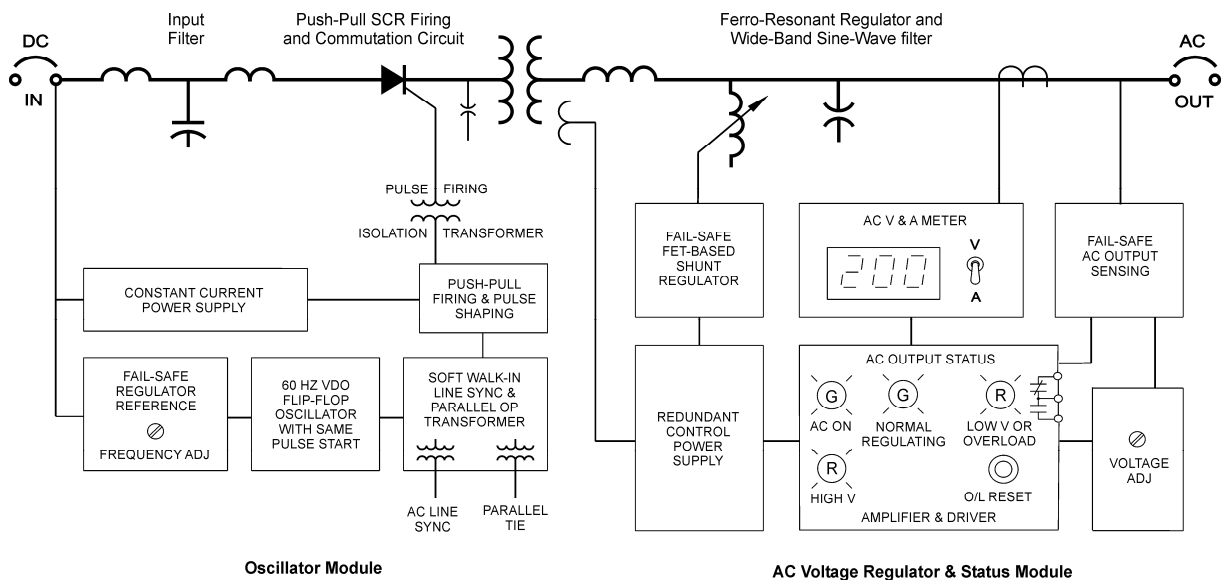 Input
Filter
Push-Pull SCR Firing
and Commutation Circuit
Ferro-Resonant Regulator and
Wide-Band Sine-Wave filter
DC
IN
AC
OUT
PULSE FIRING
ISOLATION TRANSFORMER
CONSTANT CURRENT
POWER SUPPLY
PUSH-PULL
FIRING & PULSE
SHAPING
FAIL-SAFE
REGULATOR
REFERENCE
FREQUENCY ADJ
60 HZ VDO
FLIP-FLOP
OSCILLATOR
WITH SAME
PULSE START
SOFT WALK-IN
LINE SYNC &
PARALLEL OP
TRANSFORMER
AC LINE
SYNC
PARALLEL
TIE
Oscillator Module
FAIL-SAFE
FET-BASED
SHUNT
REGULATOR
AC V & A METER
200
V
A
FAIL-SAFE
AC OUTPUT
SENSING
REDUNDANT
CONTROL
POWER
SUPPLY
AC OUTPUT STATUS
G
AC ON
G
NORMAL
REGULATING
R
LOW V OR
OVERLOAD
R
HIGH V
O/L RESET
AMPLIFIER & DRIVER
VOLTAGE
ADJ
AC Voltage Regulator & Status Module